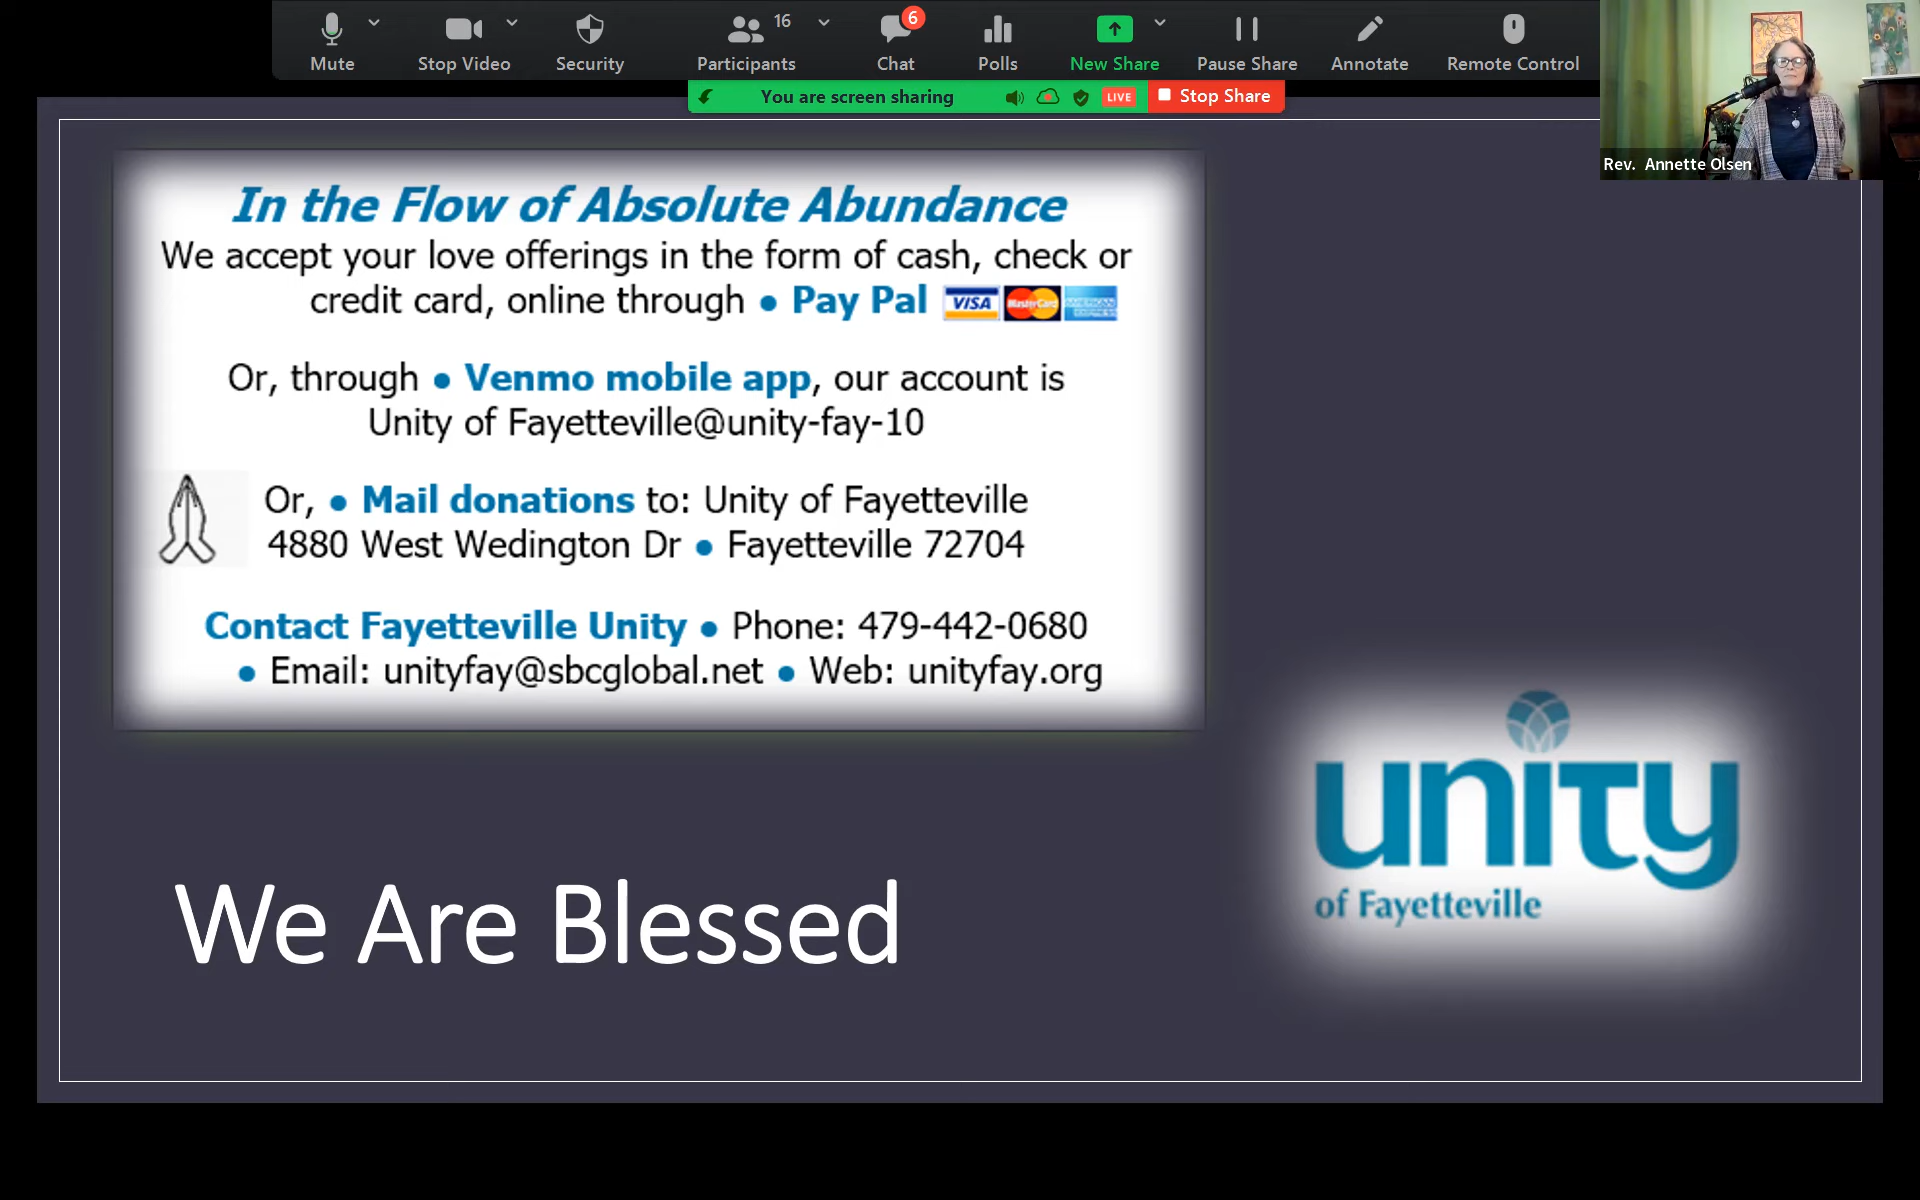 16
6
Mute
Stop Video
Security
Participants
Chat
Polls
New Share
Pause Share
Annotate
Remote Control
You are screen sharing
LIVE
Stop Share
Rev. Annette Olsen
In the Flow of Absolute Abundance
We accept your love offerings in the form of cash, check or
credit card, online through • Pay Pal VISA MasterCard AMERICAN EXPRESS
Or, through • Venmo mobile app, our account is
Unity of Fayetteville@unity-fay-10
Or, • Mail donations to: Unity of Fayetteville
4880 West Wedington Dr • Fayetteville 72704
Contact Fayetteville Unity • Phone: 479-442-0680
• Email: unityfay@sbcglobal.net • Web: unityfay.org
unity
of Fayetteville
We Are Blessed